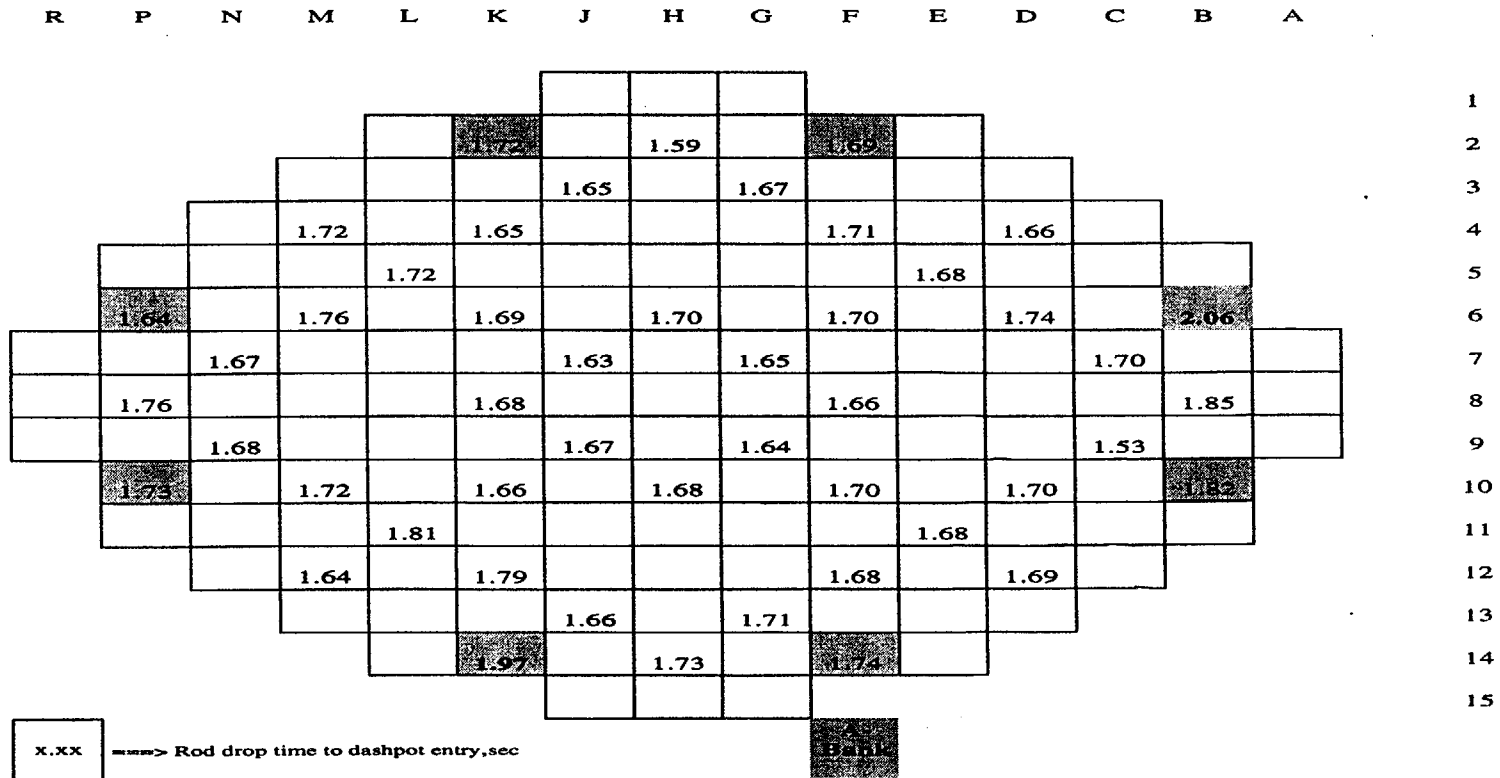 R P N M L K J H G F E D C B A
1
1.72 1.59 1.69 2
1.65 1.67 3
1.72 1.65 1.71 1.66 4
1.72 1.68 5
1.64 1.76 1.69 1.70 1.70 1.74 2.06 6
1.67 1.63 1.65 1.70 7
1.76 1.68 1.66 1.85 8
1.68 1.67 1.64 1.53 9
1.73 1.72 1.66 1.68 1.70 1.70 1.82 10
1.81 1.68 11
1.64 1.79 1.68 1.69 12
1.66 1.71 13
1.97 1.73 1.74 14
15
x.xx ===> Rod drop time to dashpot entry,sec
A
Bank